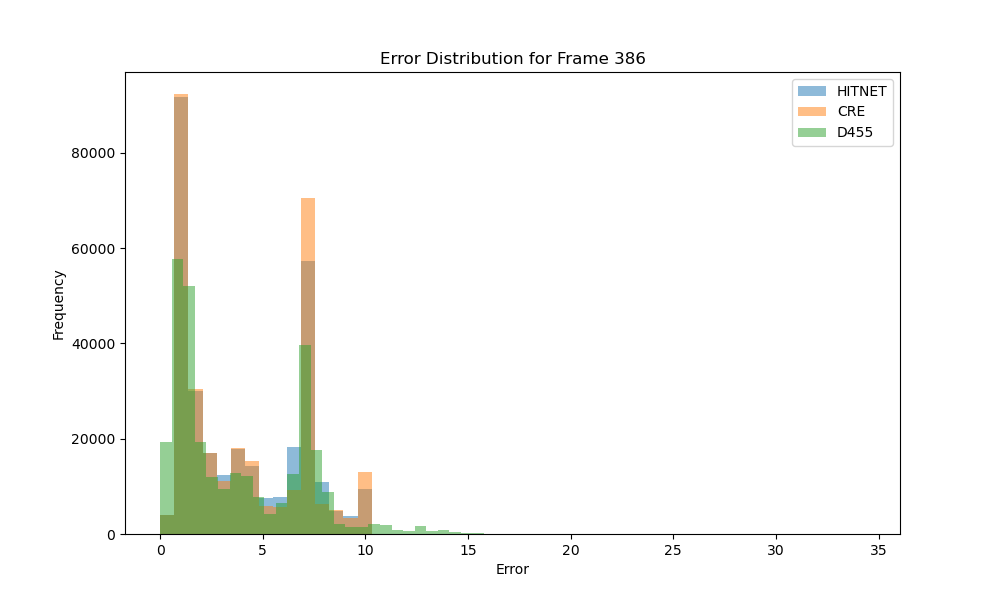 Error Distribution for Frame 386
HITNET
CRE
D455
80000
60000
40000
20000
0
Frequency
0 5 10 15 20 25 30 35
Error